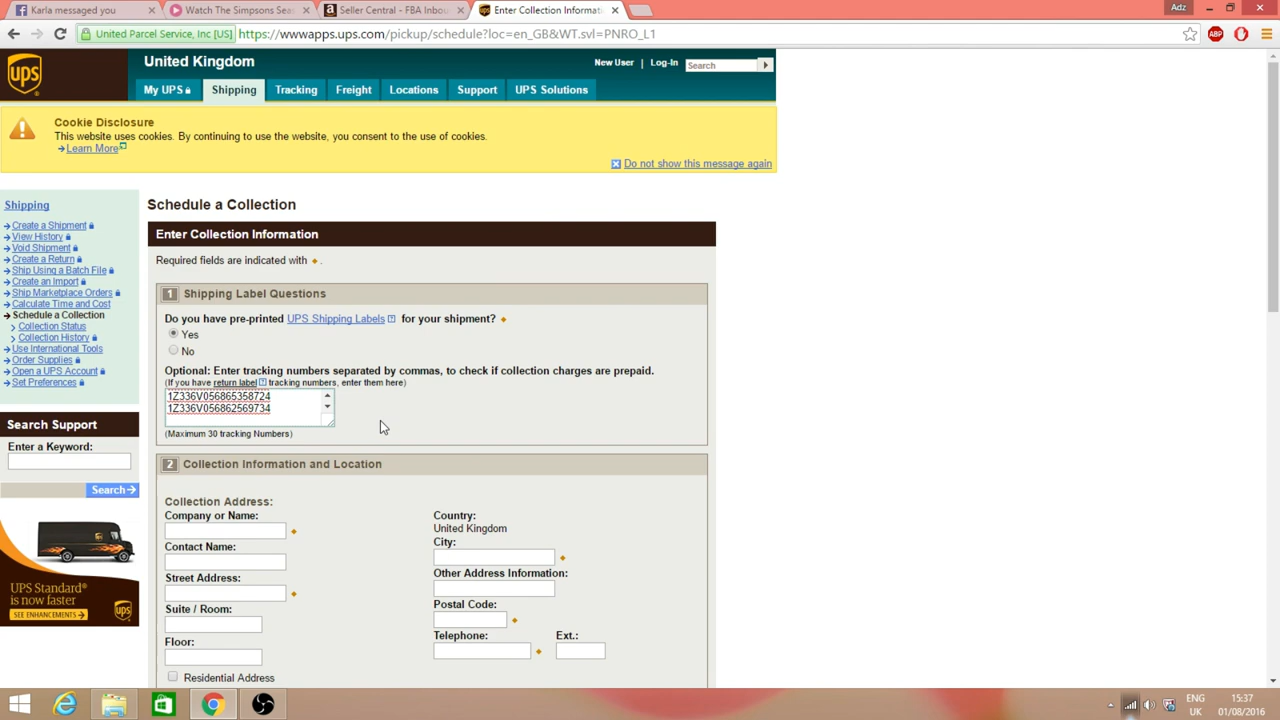 Karla messaged you
Watch The Simpsons Sea
Seller Central - FBA Inbou
Enter Collection Informat
Adz
United Parcel Service, Inc [US]
https://wwwapps.ups.com/pickup/schedule?loc=en_GB&WT.svl=PNRO_L1
ABP
ups
United Kingdom
New User | Log-In
Search
My UPS
Shipping
Tracking
Freight
Locations
Support
UPS Solutions
Cookie Disclosure
This website uses cookies. By continuing to use the website, you consent to the use of cookies.
Learn More
Do not show this message again
Shipping
Create a Shipment
View History
Void Shipment
Create a Return
Ship Using a Batch File
Create an Import
Ship Marketplace Orders
Calculate Time and Cost
Schedule a Collection
Collection Status
Collection History
Use International Tools
Order Supplies
Open a UPS Account
Set Preferences
Search Support
Enter a Keyword:
Search
UPS Standard®
is now faster
SEE ENHANCEMENTS
ups
Schedule a Collection
Enter Collection Information
Required fields are indicated with .
1 Shipping Label Questions
Do you have pre-printed UPS Shipping Labels ? for your shipment?
Yes
No
Optional: Enter tracking numbers separated by commas, to check if collection charges are prepaid.
(If you have return label ? tracking numbers, enter them here)
1Z336V056865358724
1Z336V056862569734
(Maximum 30 tracking Numbers)
2 Collection Information and Location
Collection Address:
Company or Name:
Contact Name:
Street Address:
Suite / Room:
Floor:
Residential Address
Country:
United Kingdom
City:
Other Address Information:
Postal Code:
Telephone:
Ext.:
ENG
UK
15:37
01/08/2016